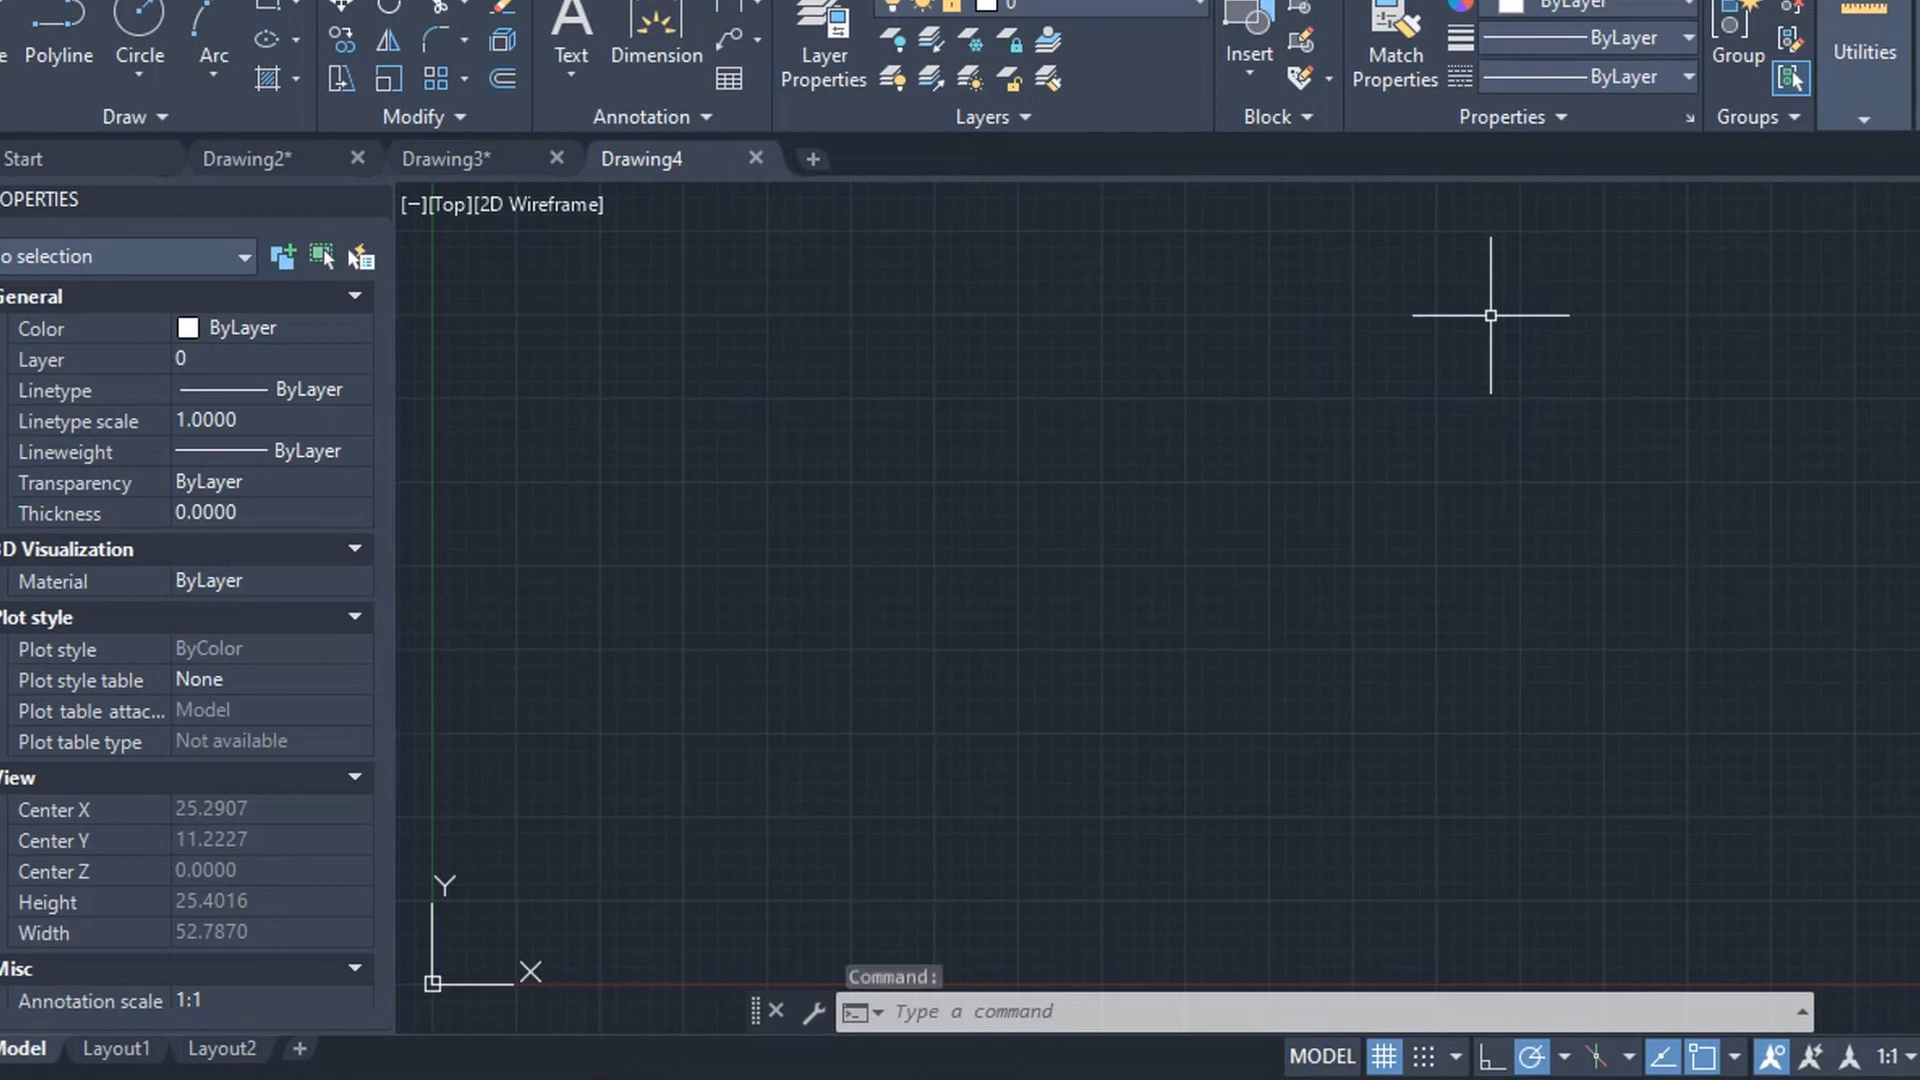 Polyline
Circle
Arc
Text
Dimension
Layer
Properties
0
Insert
Match
Properties
ByLayer
ByLayer
ByLayer
Group
Utilities
Draw
Modify
Annotation
Layers
Block
Properties
Groups
Start
Drawing2*
Drawing3*
Drawing4
OPERTIES
[−][Top][2D Wireframe]
o selection
General
Color ByLayer
Layer 0
Linetype ByLayer
Linetype scale 1.0000
Lineweight ByLayer
Transparency ByLayer
Thickness 0.0000
3D Visualization
Material ByLayer
Plot style
Plot style ByColor
Plot style table None
Plot table attac... Model
Plot table type Not available
View
Center X 25.2907
Center Y 11.2227
Center Z 0.0000
Height 25.4016
Width 52.7870
Misc
Annotation scale 1:1
Y
X
Command:
Type a command
Model
Layout1
Layout2
MODEL
1:1